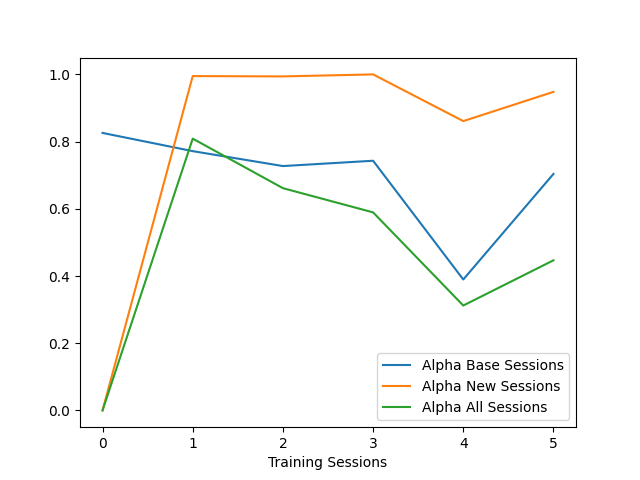 1.0
0.8
0.6
0.4
0.2
0.0
Alpha Base Sessions
Alpha New Sessions
Alpha All Sessions
0 1 2 3 4 5
Training Sessions